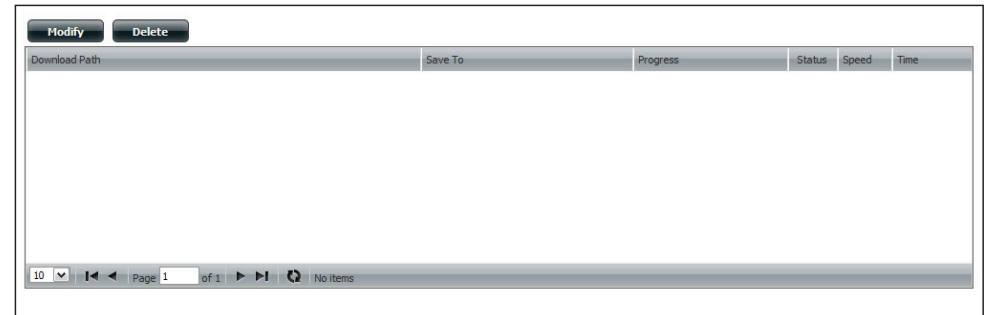 Modify Delete
Download Path Save To Progress Status Speed Time
10 Page 1 of 1 No items